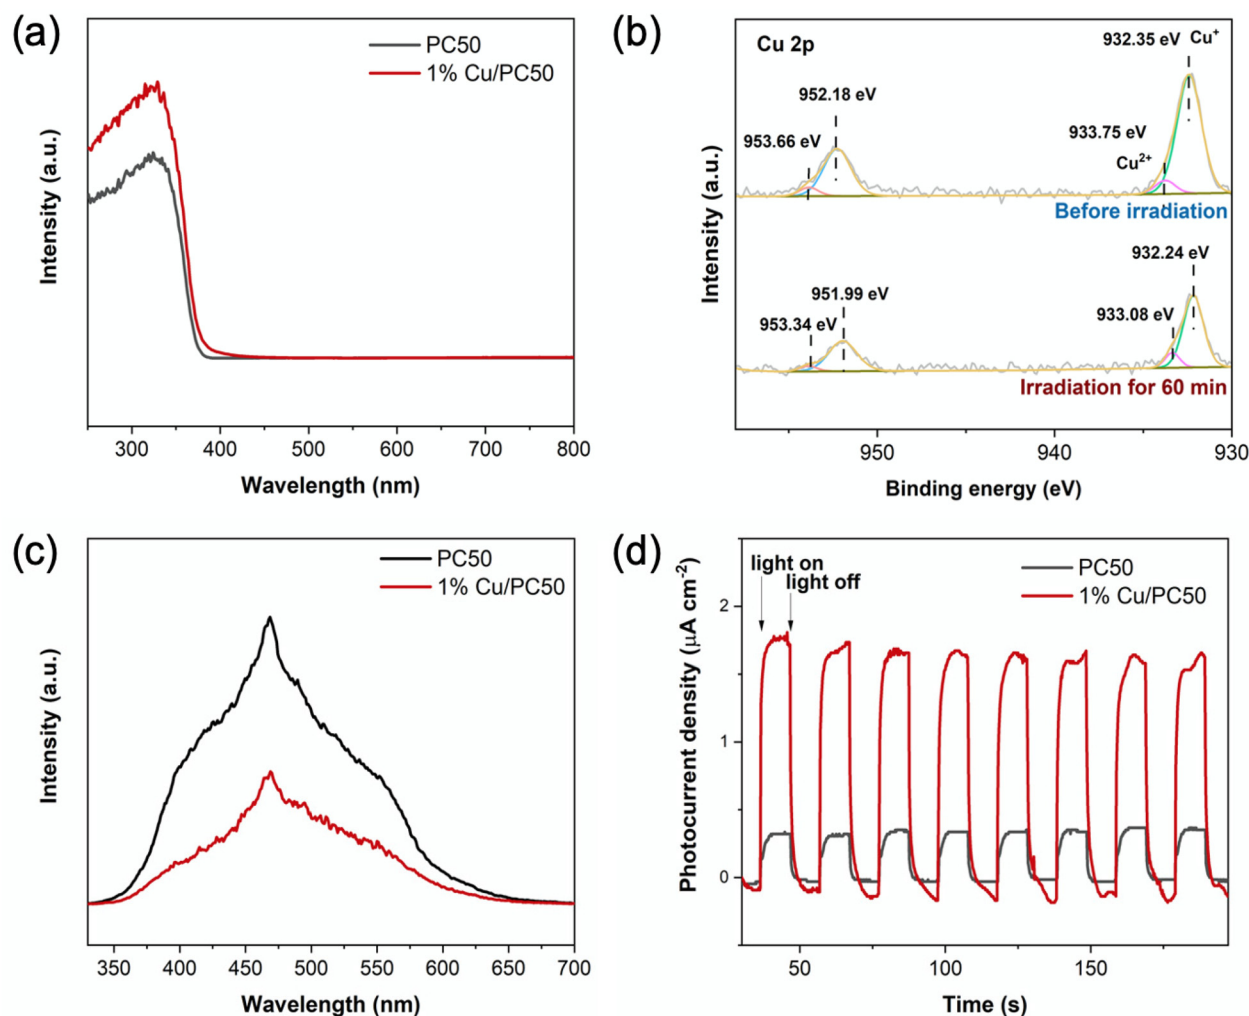 (a)
PC50
1% Cu/PC50
Intensity (a.u.)
300 400 500 600 700 800
Wavelength (nm)
(b)
Cu 2p
932.35 eV Cu⁺
952.18 eV
953.66 eV
933.75 eV
Cu²⁺
Before irradiation
932.24 eV
951.99 eV
953.34 eV
933.08 eV
Irradiation for 60 min
Intensity (a.u.)
950 940 930
Binding energy (eV)
(c)
PC50
1% Cu/PC50
Intensity (a.u.)
350 400 450 500 550 600 650 700
Wavelength (nm)
(d)
light on
light off
PC50
1% Cu/PC50
Photocurrent density (μA cm⁻²)
2
1
0
50 100 150
Time (s)